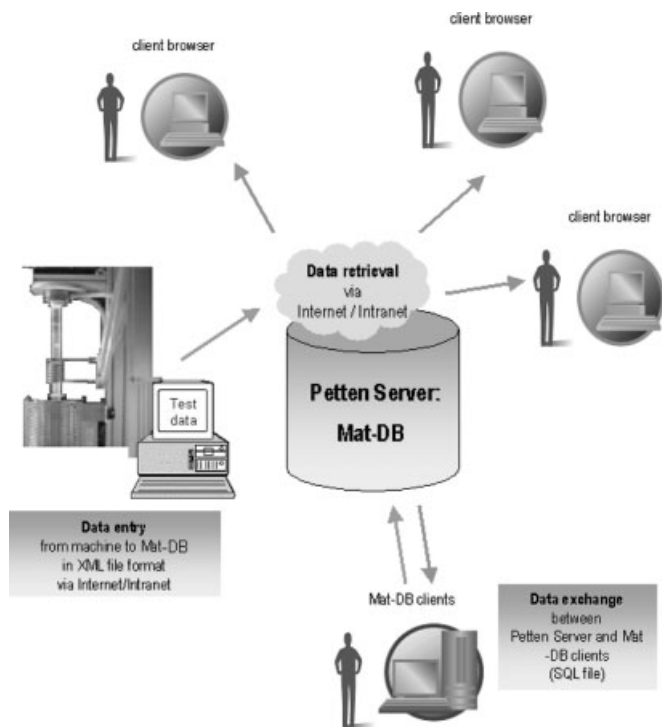 client browser
client browser
client browser
Data retrieval
via
Internet / Intranet
Petten Server:
Mat-DB
Test
data
Data entry
from machine to Mat-DB
in XML file format
via Internet/Intranet
Mat-DB clients
Data exchange
between
Petten Server and Mat
-DB clients
(SQL file)